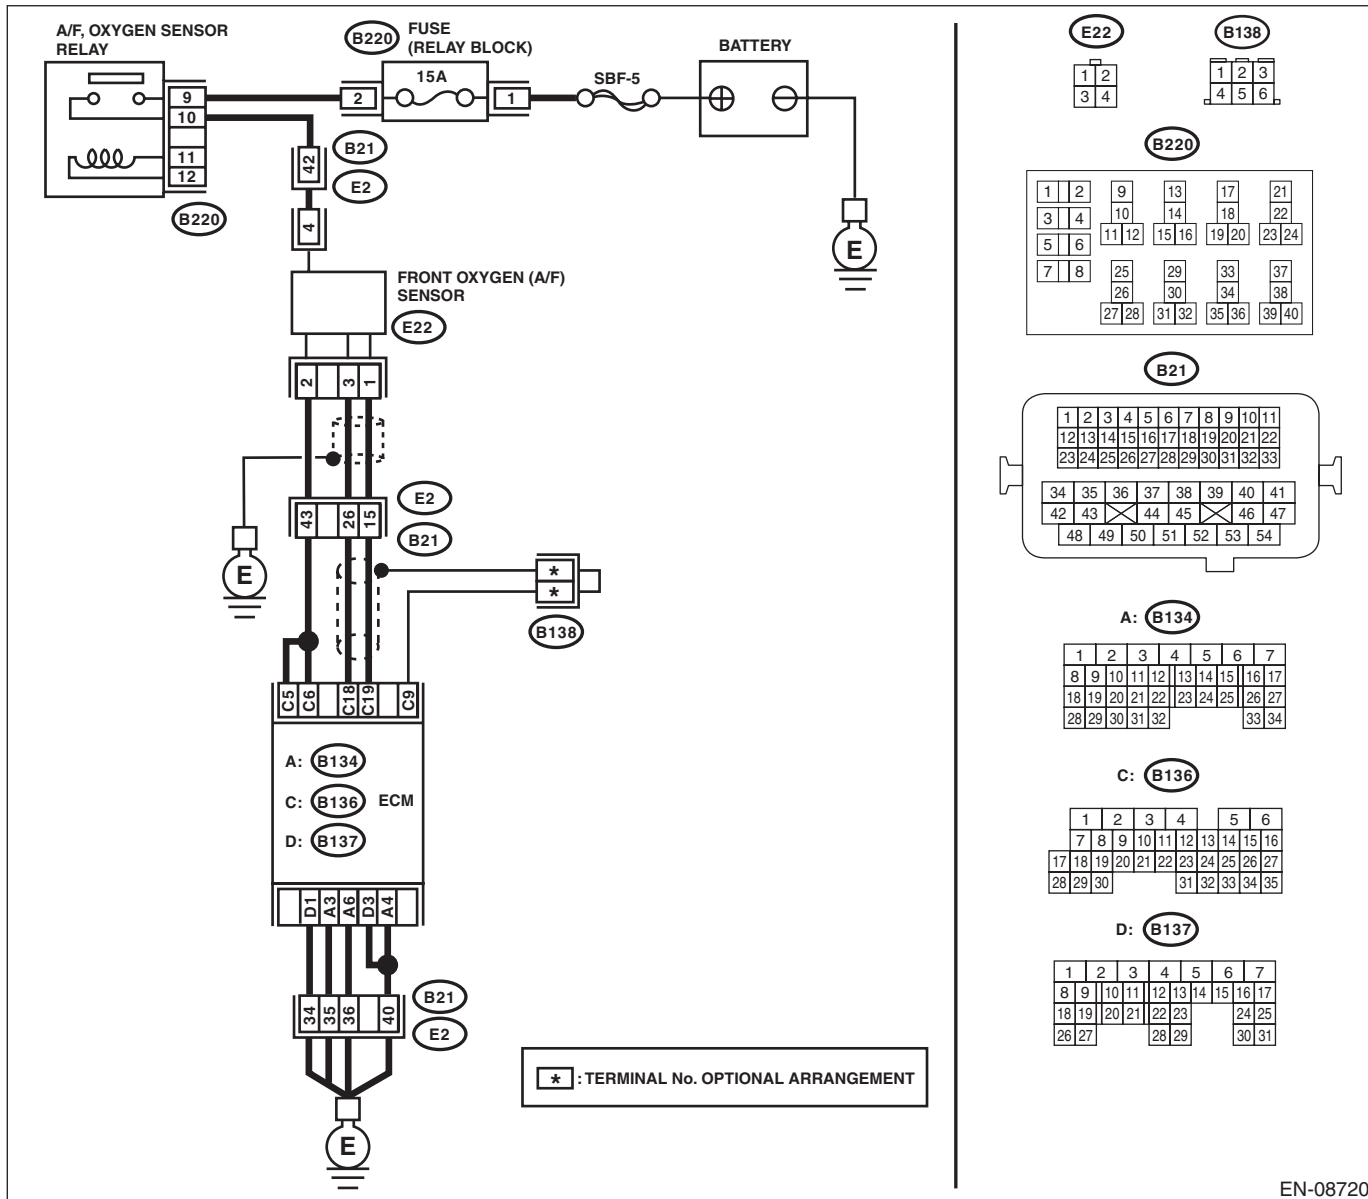 A/F, OXYGEN SENSOR
RELAY
B220
FUSE
(RELAY BLOCK)
15A
BATTERY
SBF-5
9
10
11
12
2
1
B220
42
B21
E2
4
E
FRONT OXYGEN (A/F)
SENSOR
E22
2
3
1
E2
43
26
15
B21
E
*
*
B138
C5
C6
C18
C19
C9
A: B134
C: B136 ECM
D: B137
D1
A3
A6
D3
A4
B21
34
35
36
40
E2
E
* : TERMINAL No. OPTIONAL ARRANGEMENT
E22
1 2
3 4
B138
1 2 3
4 5 6
B220
1 2 9 13 17 21
3 4 10 14 18 22
5 6 11 12 15 16 19 20 23 24
7 8 25 29 33 37
26 30 34 38
27 28 31 32 35 36 39 40
B21
1 2 3 4 5 6 7 8 9 10 11
12 13 14 15 16 17 18 19 20 21 22
23 24 25 26 27 28 29 30 31 32 33
34 35 36 37 38 39 40 41
42 43 44 45 46 47
48 49 50 51 52 53 54
A: B134
1 2 3 4 5 6 7
8 9 10 11 12 13 14 15 16 17
18 19 20 21 22 23 24 25 26 27
28 29 30 31 32 33 34
C: B136
1 2 3 4 5 6
7 8 9 10 11 12 13 14 15 16
17 18 19 20 21 22 23 24 25 26 27
28 29 30 31 32 33 34 35
D: B137
1 2 3 4 5 6 7
8 9 10 11 12 13 14 15 16 17
18 19 20 21 22 23 24 25
26 27 28 29 30 31
EN-08720